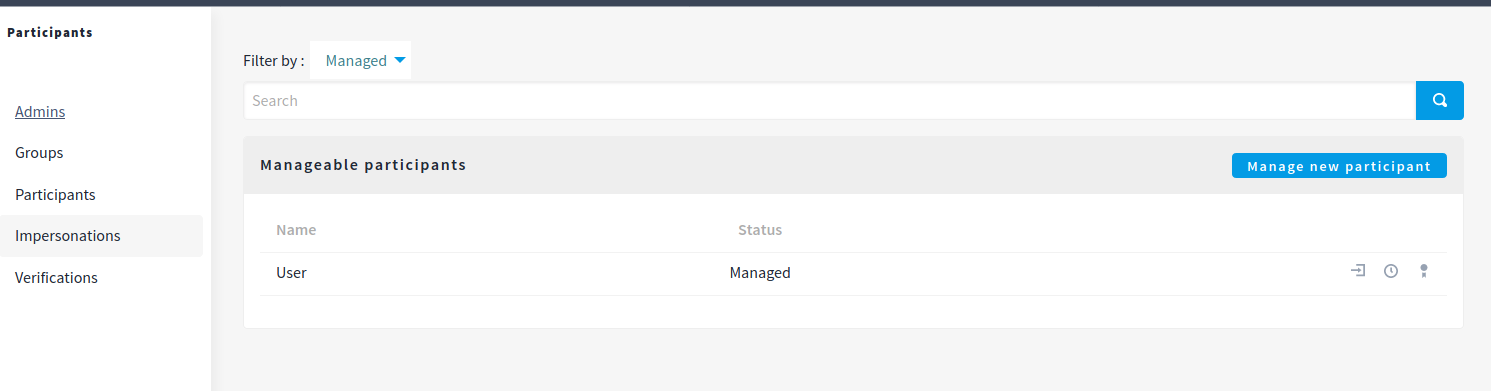 Participants
Admins
Groups
Participants
Impersonations
Verifications
Filter by : Managed
Search
Manageable participants
Manage new participant
Name Status
User Managed